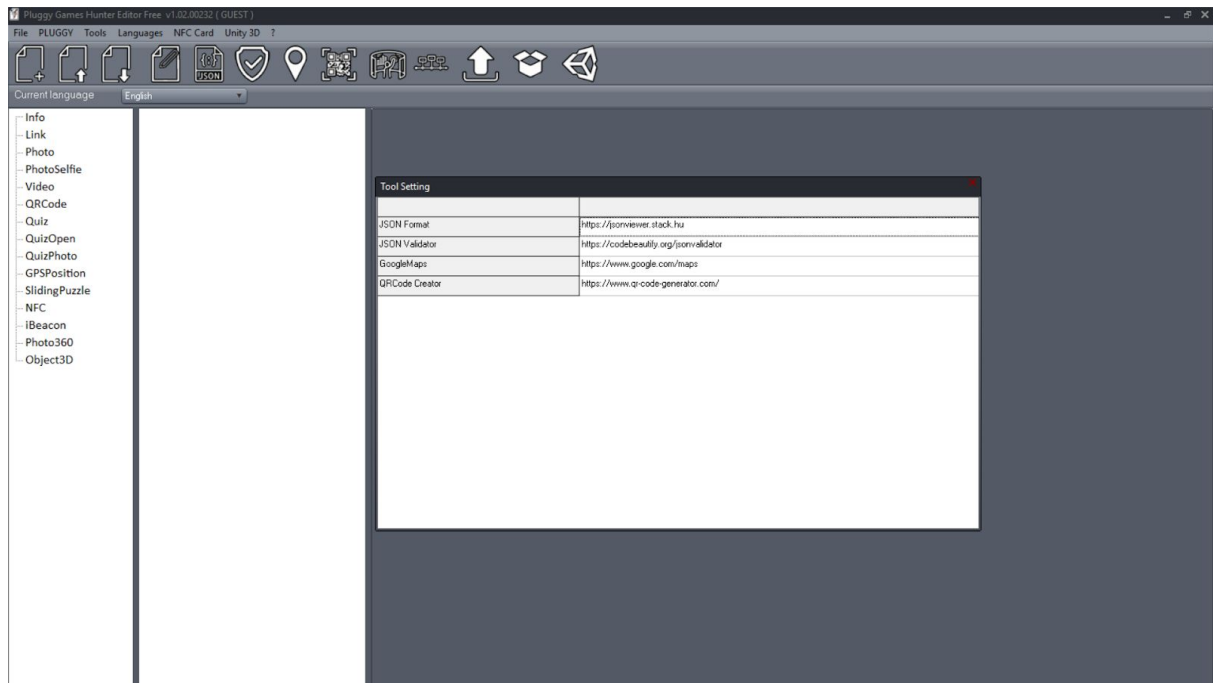 Pluggy Games Hunter Editor Free v1.02.00232 ( GUEST )
File PLUGGY Tools Languages NFC Card Unity 3D ?
{is}
JSON
Current language English
Info
Link
Photo
PhotoSelfie
Video
QRCode
Quiz
QuizOpen
QuizPhoto
GPSPosition
SlidingPuzzle
NFC
iBeacon
Photo360
Object3D
Tool Setting
JSON Format https://jsonviewer.stack.hu
JSON Validator https://codebeautify.org/jsonvalidator
GoogleMaps https://www.google.com/maps
QRCode Creator https://www.qr-code-generator.com/